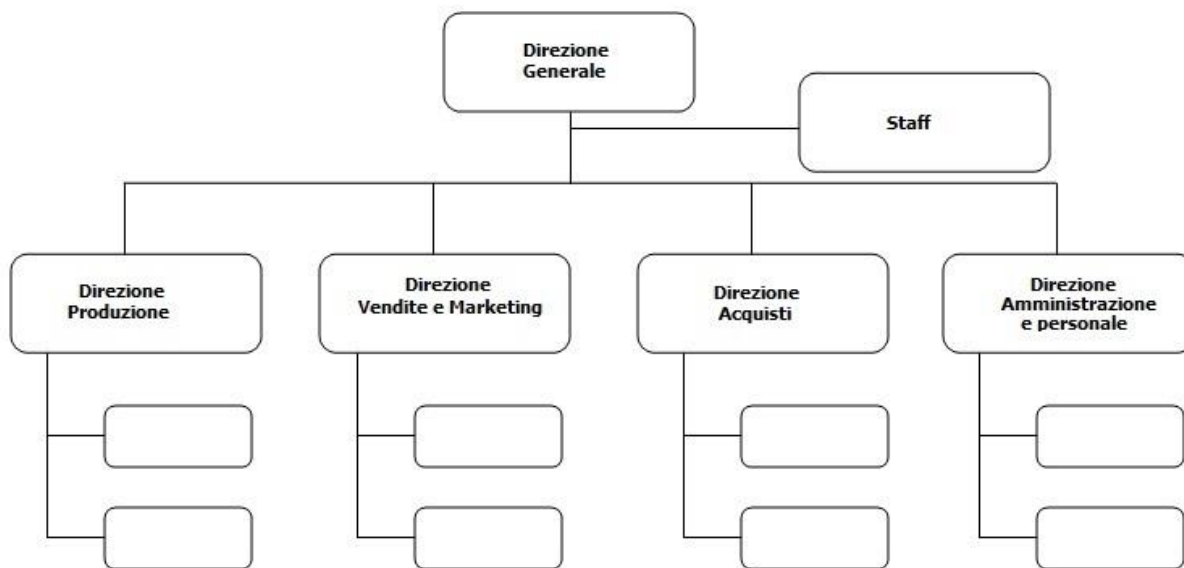 Direzione
Generale
Staff
Direzione
Produzione
Direzione
Vendite e Marketing
Direzione
Acquisti
Direzione
Amministrazione
e personale